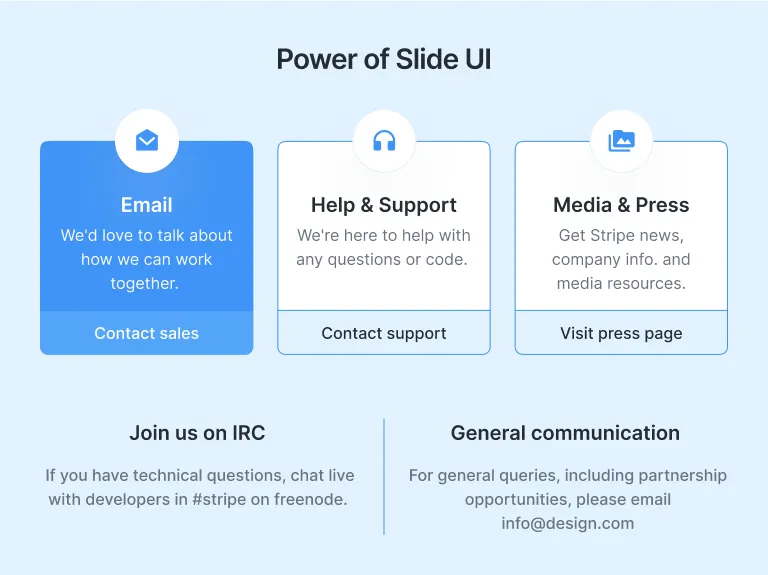 Power of Slide UI
Email
We'd love to talk about
how we can work
together.
Contact sales
Help & Support
We're here to help with
any questions or code.
Contact support
Media & Press
Get Stripe news,
company info. and
media resources.
Visit press page
Join us on IRC
If you have technical questions, chat live
with developers in #stripe on freenode.
General communication
For general queries, including partnership
opportunities, please email
info@design.com